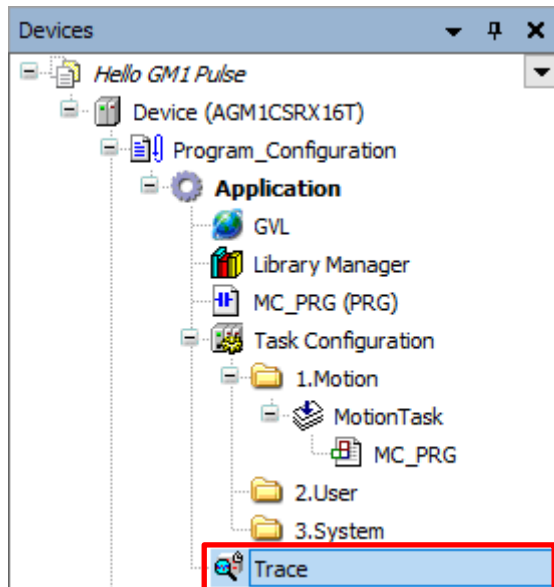 Devices
Hello GM1 Pulse
Device (AGM1CSRX16T)
Program_Configuration
Application
GVL
Library Manager
MC_PRG (PRG)
Task Configuration
1.Motion
MotionTask
MC_PRG
2.User
3.System
Trace